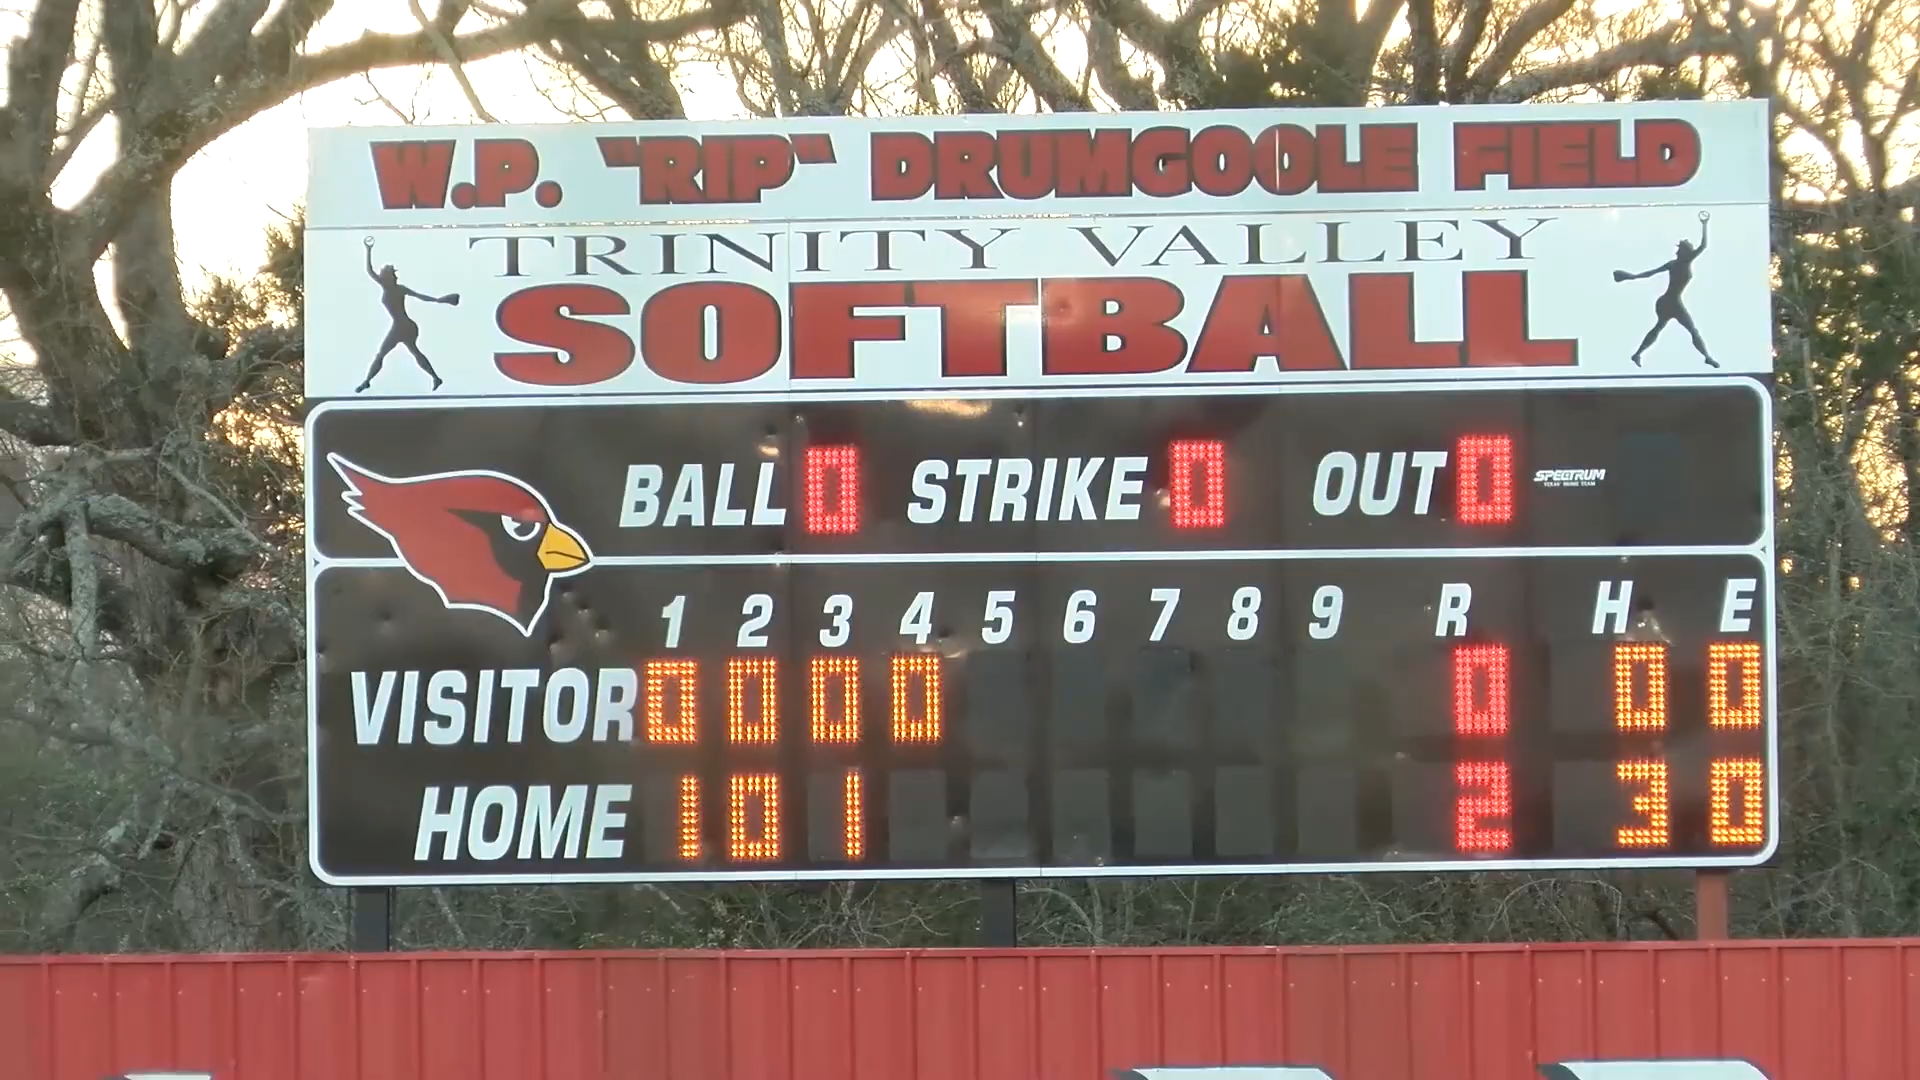 W.P. "RIP" DRUMGOOLE FIELD
TRINITY VALLEY
SOFTBALL
BALL 0 STRIKE 0 OUT 0 SPECTRUM
1 2 3 4 5 6 7 8 9 R H E
VISITOR 0 0 0 0 0 0 0
HOME 1 0 1 2 3 0